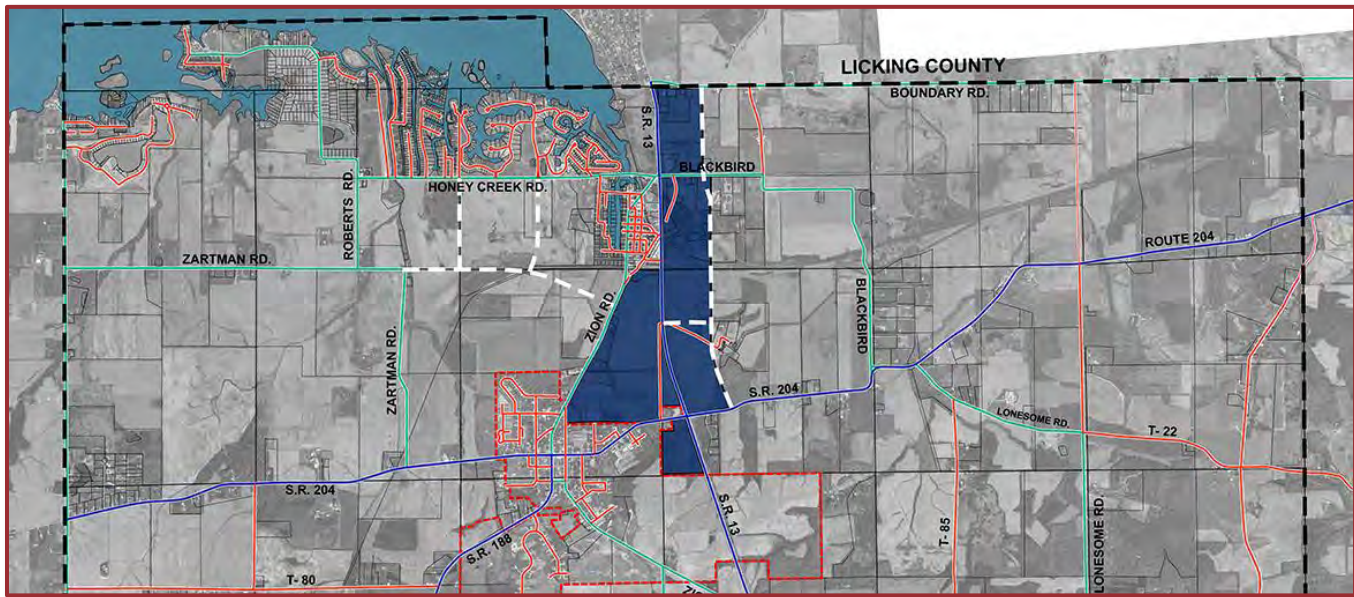 LICKING COUNTY
BOUNDARY RD.
S.R. 13
BLACKBIRD
HONEY CREEK RD.
ROBERTS RD.
ZARTMAN RD.
ROUTE 204
ZION RD.
BLACKBIRD
ZARTMAN RD.
S.R. 204
LONESOME RD.
T- 22
S.R. 204
S.R. 13
T- 85
LONESOME RD.
S.R. 188
T- 80